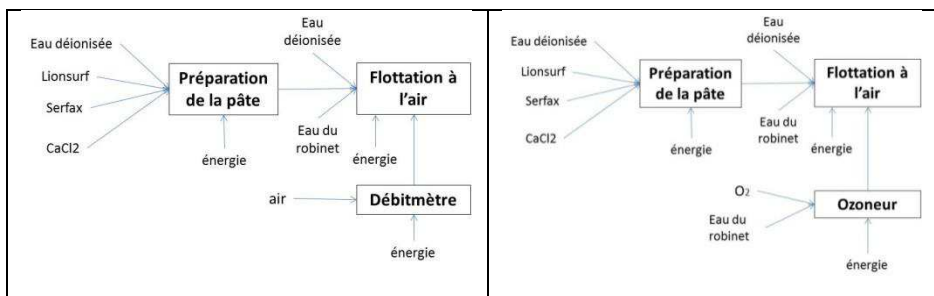 Eau
déionisée
Eau déionisée
Lionsurf
Serfax
CaCl2
Préparation
de la pâte
Flottation à
l'air
énergie
Eau du
robinet
énergie
air
Débitmètre
énergie
Eau
déionisée
Eau déionisée
Lionsurf
Serfax
CaCl2
Préparation
de la pâte
Flottation à
l'air
énergie
Eau du
robinet
énergie
O2
Eau du
robinet
Ozoneur
énergie